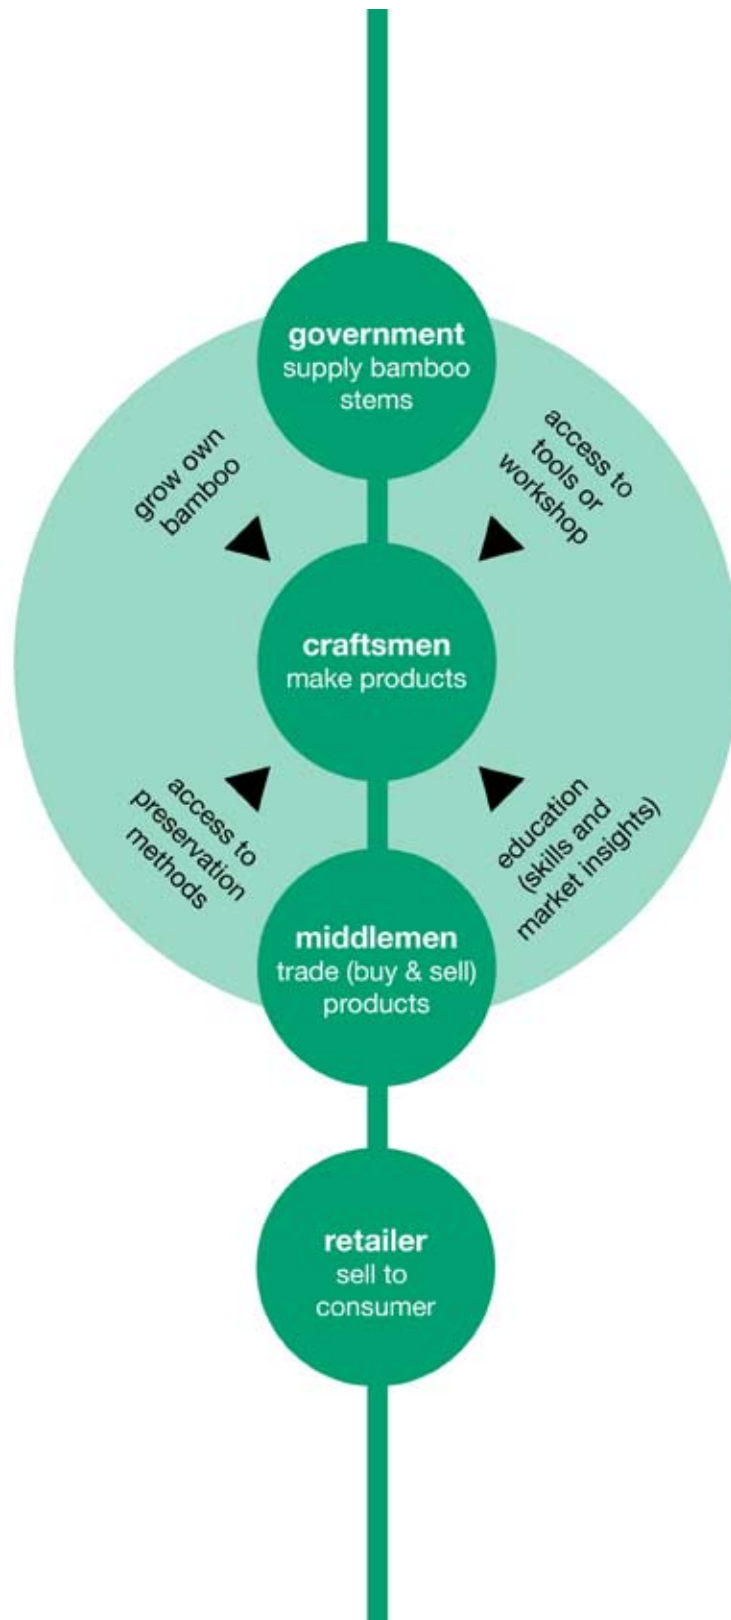 government
supply bamboo
stems
grow own
bamboo
access to
tools or
workshop
craftsmen
make products
access to
preservation
methods
education
(skills and
market insights)
middlemen
trade (buy & sell)
products
retailer
sell to
consumer